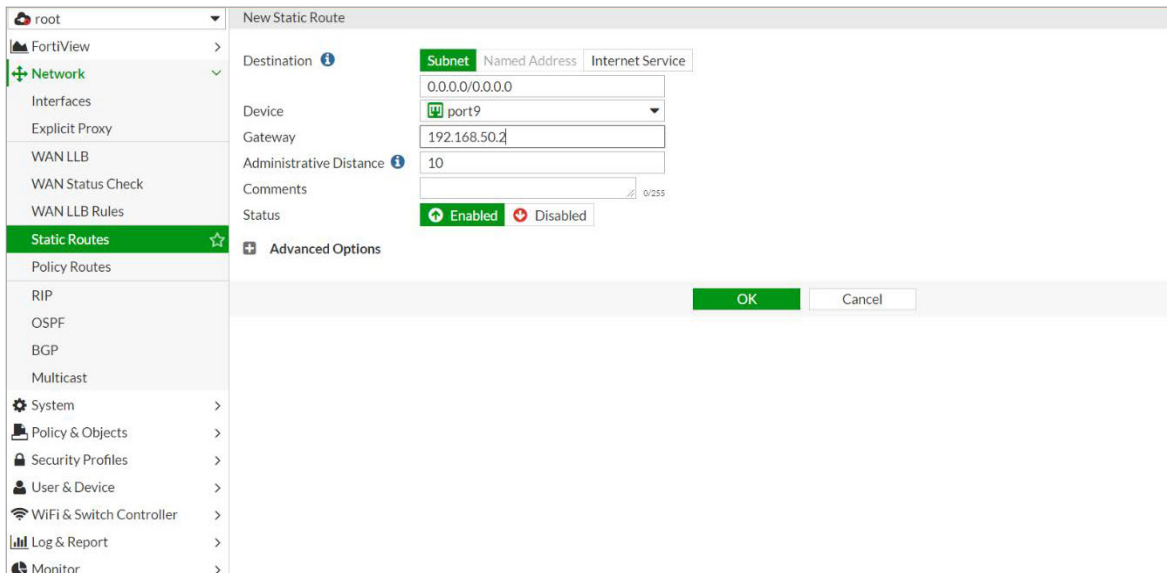 root
FortiView
Network
Interfaces
Explicit Proxy
WAN LLB
WAN Status Check
WAN LLB Rules
Static Routes
Policy Routes
RIP
OSPF
BGP
Multicast
System
Policy & Objects
Security Profiles
User & Device
WiFi & Switch Controller
Log & Report
Monitor
New Static Route
Destination Subnet Named Address Internet Service
0.0.0.0/0.0.0.0
Device port9
Gateway 192.168.50.2
Administrative Distance 10
Comments 0/255
Status Enabled Disabled
Advanced Options
OK Cancel